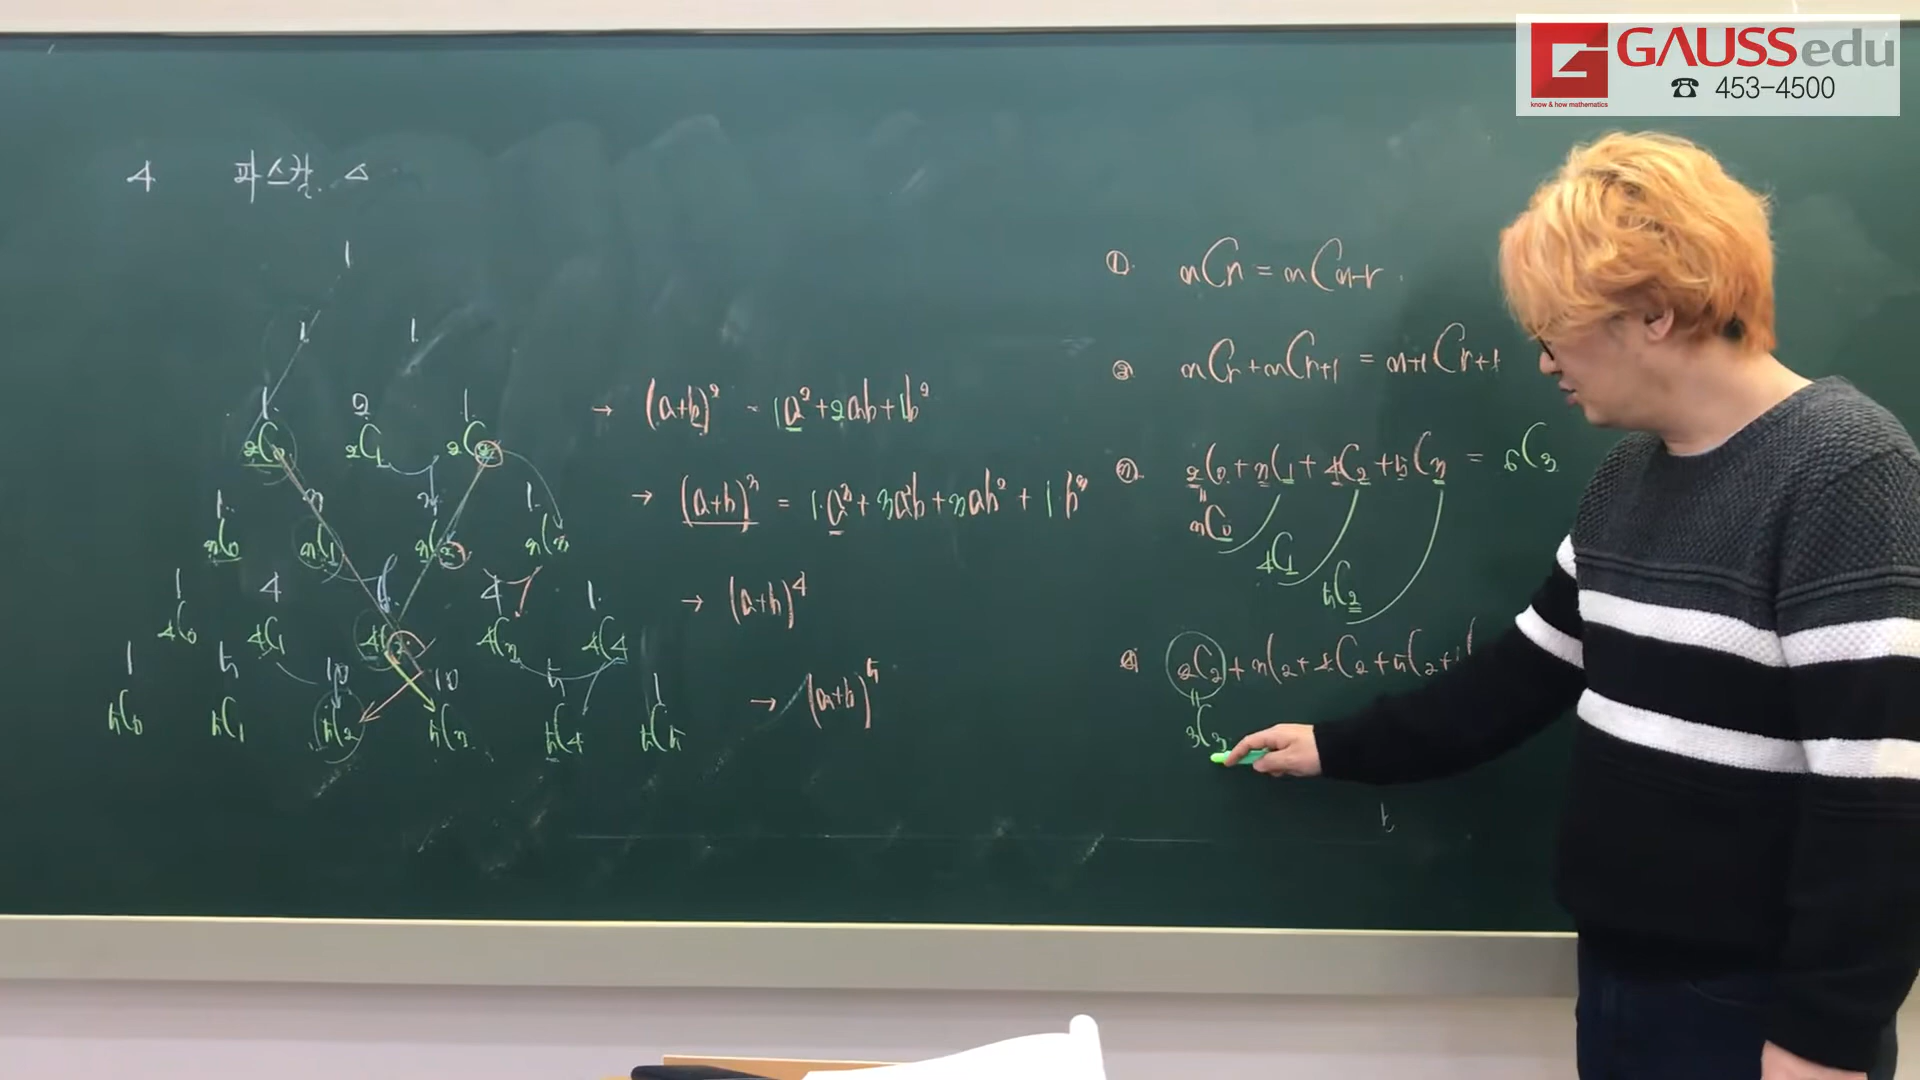 GAUSSedu
know & how mathematics
☎ 453-4500
4 파스칼 △
1
1 1
1 2 1
₂C₀ ₂C₁ ₂C₂
→ (a+b)² = 1a²+2ab+1b²
1 3 3 1
₃C₀ ₃C₁ ₃C₂ ₃C₃
→ (a+b)³ = 1·a³+3a²b+3ab²+1·b³
1 4 6 4 1
₄C₀ ₄C₁ ₄C₂ ₄C₃ ₄C₄
→ (a+b)⁴
1 5 10 10 5 1
₅C₀ ₅C₁ ₅C₂ ₅C₃ ₅C₄ ₅C₅
→ (a+b)⁵
① nCr = nCn-r
② nCr + nCr+1 = n+1Cr+1
③ ₂C₀ + ₃C₁ + ₄C₂ + ₅C₃ = ₆C₃
"
₃C₀
₄C₁
₅C₂
④ ₂C₂ + ₃C₂ + ₄C₂ + ₅C₂ +
"
₃C₃